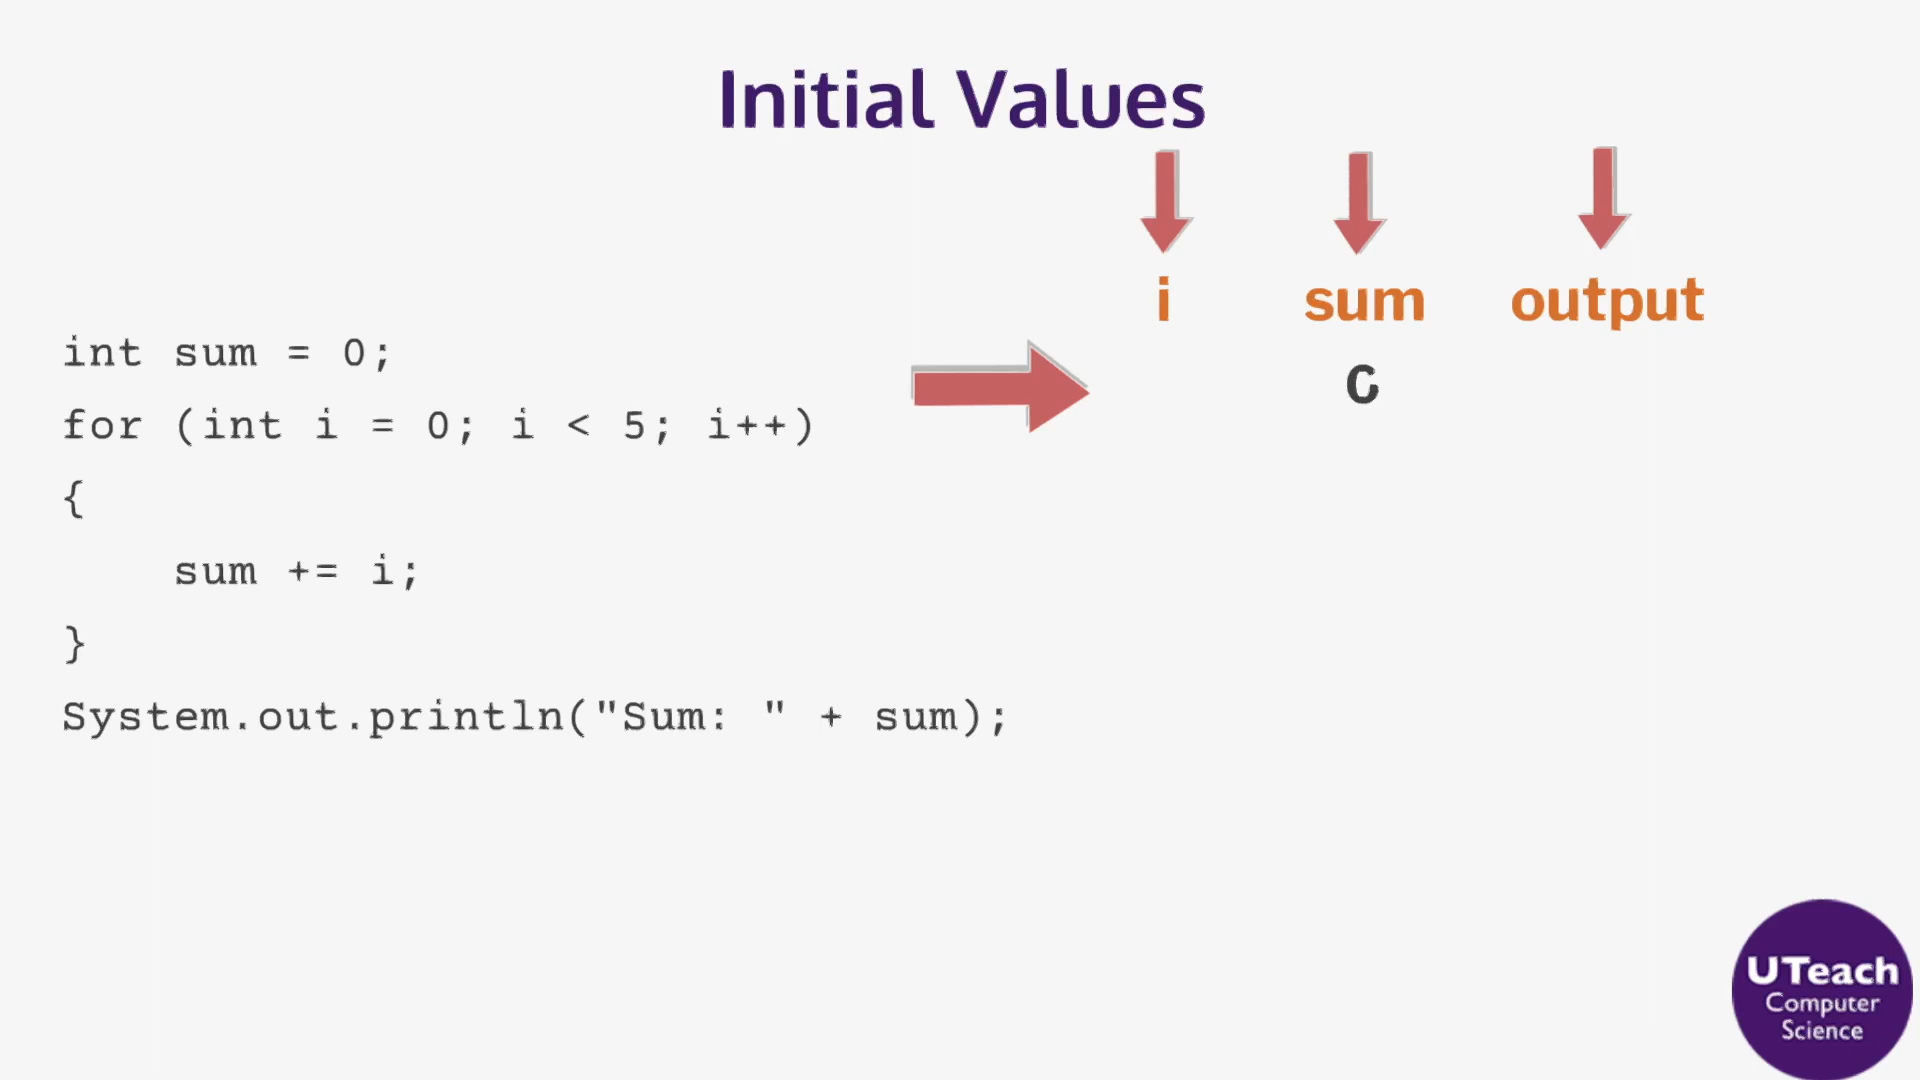 Initial Values
i sum output
C
int sum = 0;
for (int i = 0; i < 5; i++)
{
    sum += i;
}
System.out.println("Sum: " + sum);
UTeach
Computer
Science